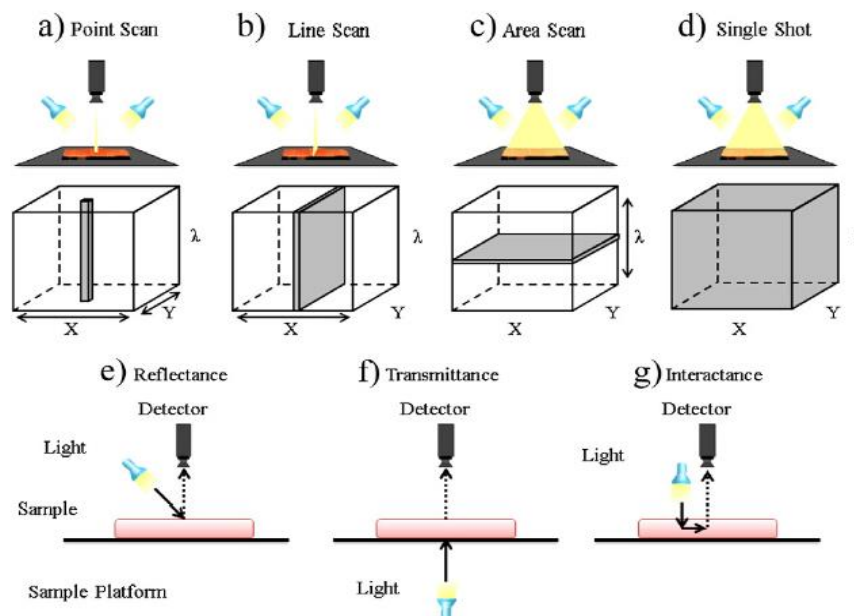 a) Point Scan
b) Line Scan
c) Area Scan
d) Single Shot
λ
λ
λ
Y
X
Y
X
Y
X
Y
X
e) Reflectance
f) Transmittance
g) Interactance
Detector
Detector
Detector
Light
Light
Sample
Sample Platform
Light